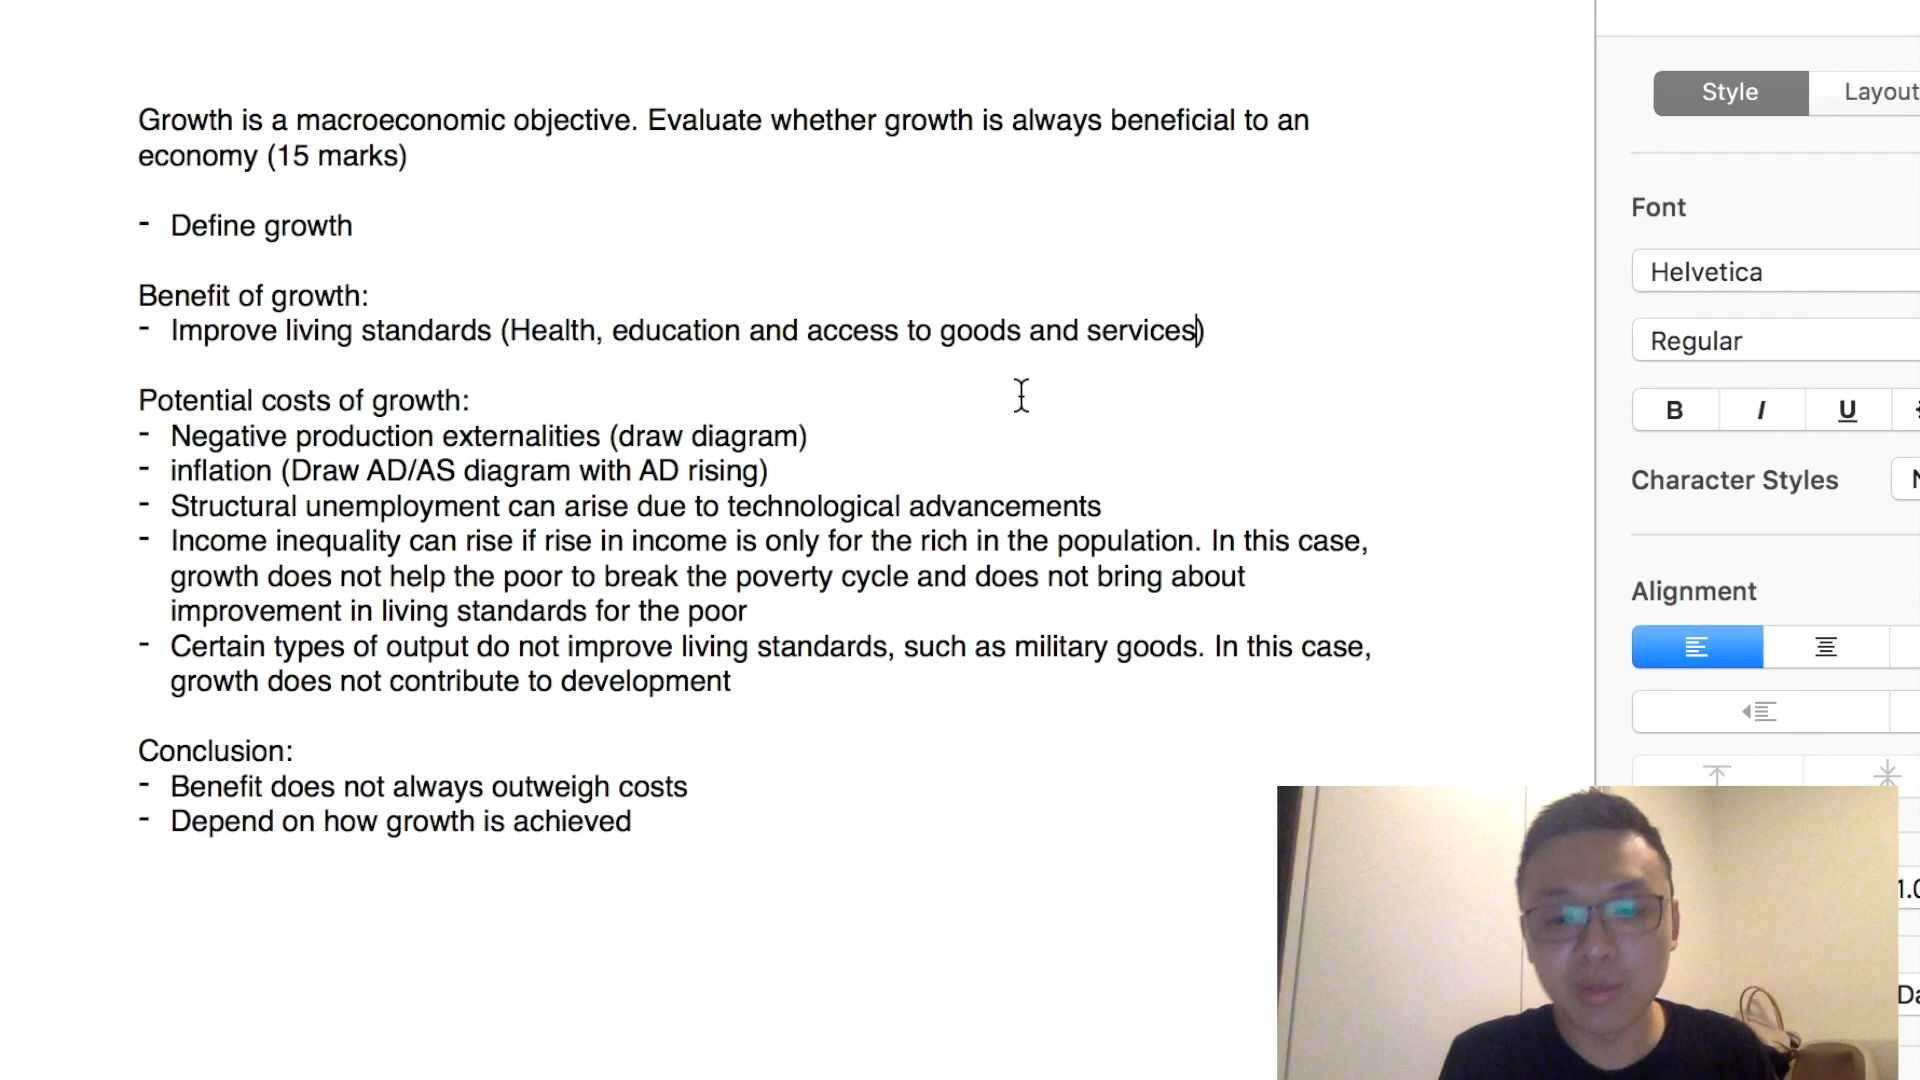 Growth is a macroeconomic objective. Evaluate whether growth is always beneficial to an
economy (15 marks)
- Define growth
Benefit of growth:
- Improve living standards (Health, education and access to goods and services)
Potential costs of growth:
- Negative production externalities (draw diagram)
- inflation (Draw AD/AS diagram with AD rising)
- Structural unemployment can arise due to technological advancements
- Income inequality can rise if rise in income is only for the rich in the population. In this case,
growth does not help the poor to break the poverty cycle and does not bring about
improvement in living standards for the poor
- Certain types of output do not improve living standards, such as military goods. In this case,
growth does not contribute to development
Conclusion:
- Benefit does not always outweigh costs
- Depend on how growth is achieved
Style Layout
Font
Helvetica
Regular
B I U
Character Styles
Alignment